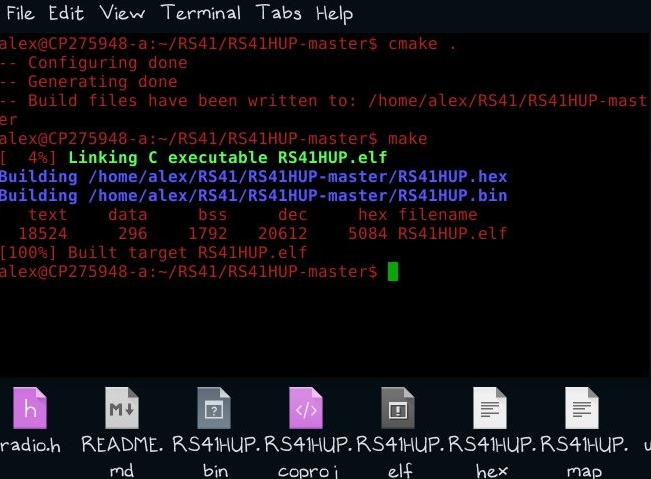 File Edit View Terminal Tabs Help
alex@CP275948-a:~/RS41/RS41HUP-master$ cmake .
-- Configuring done
-- Generating done
-- Build files have been written to: /home/alex/RS41/RS41HUP-mast
er
alex@CP275948-a:~/RS41/RS41HUP-master$ make
[  4%] Linking C executable RS41HUP.elf
Building /home/alex/RS41/RS41HUP-master/RS41HUP.hex
Building /home/alex/RS41/RS41HUP-master/RS41HUP.bin
text data bss dec hex filename
18524 296 1792 20612 5084 RS41HUP.elf
[100%] Built target RS41HUP.elf
alex@CP275948-a:~/RS41/RS41HUP-master$
h M↓ ? </> !
radio.h README. RS41HUP. RS41HUP. RS41HUP. RS41HUP. RS41HUP. u
md bin coproj elf hex map